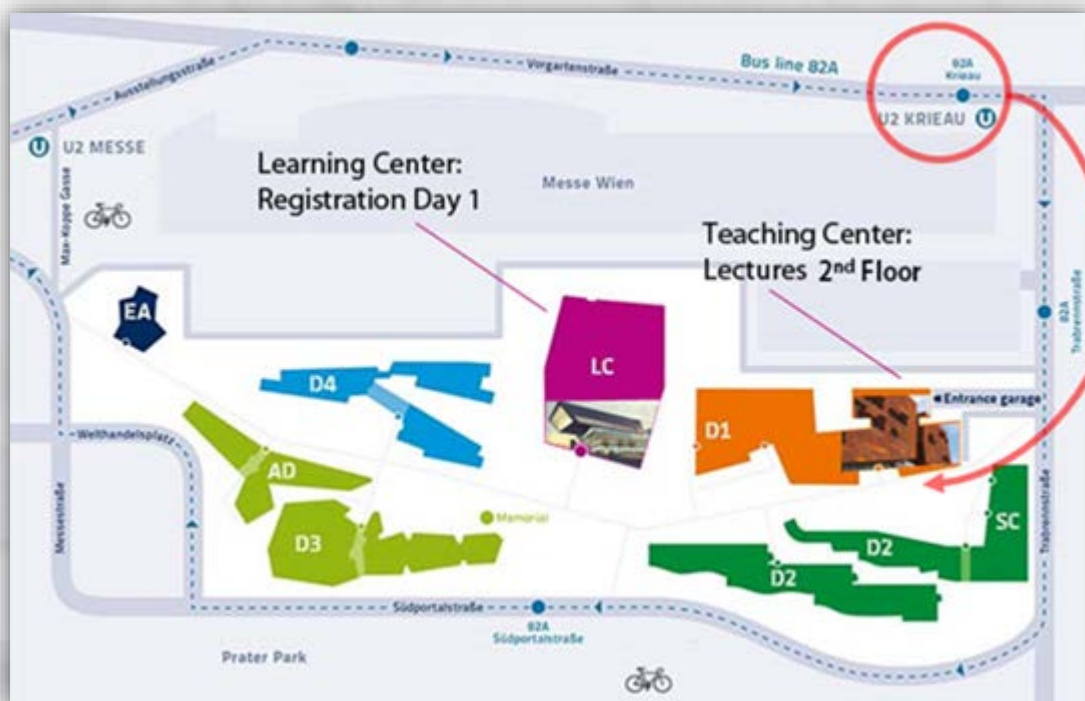 Ausstellungsstraße
Vorgartenstraße
Bus line 82A
82A
Krieau
U2 KRIEAU U
U U2 MESSE
Max-Koppe Gasse
Learning Center:
Registration Day 1
Messe Wien
Teaching Center:
Lectures 2nd Floor
82A
Trabrennstraße
EA
D4
LC
Entrance garage
D1
Welthandelsplatz
AD
Messestraße
Memorial
D3
D2
D2
SC
Trabrennstraße
Südportalstraße
82A
Südportalstraße
Prater Park